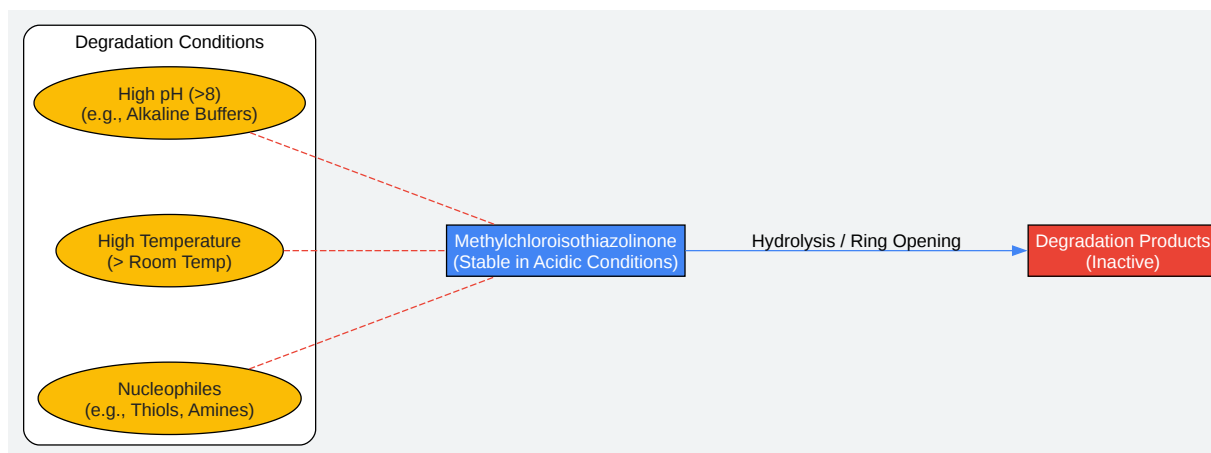 Degradation Conditions
High pH (>8)
(e.g., Alkaline Buffers)
High Temperature
(> Room Temp)
Nucleophiles
(e.g., Thiols, Amines)
Methylchloroisothiazolinone
(Stable in Acidic Conditions)
Hydrolysis / Ring Opening
Degradation Products
(Inactive)